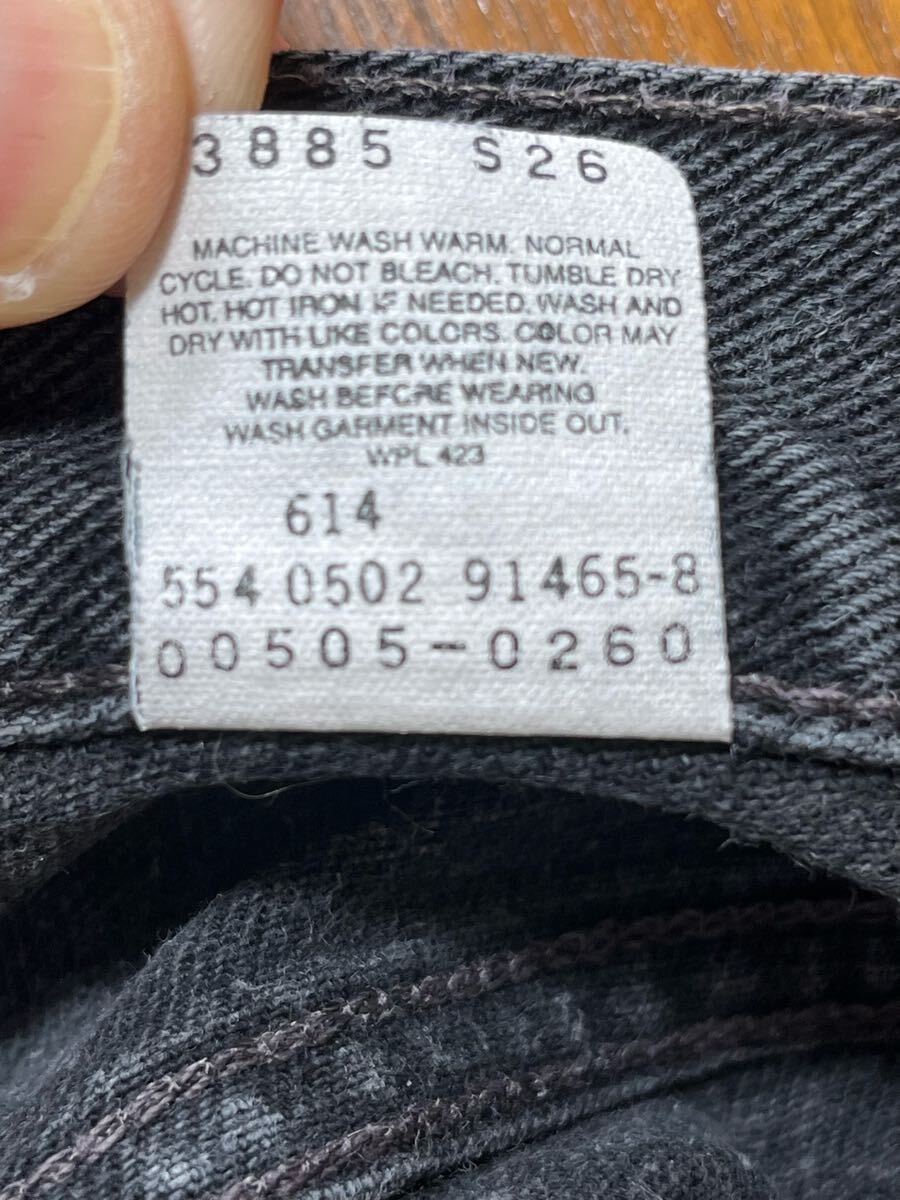 3885 S26
MACHINE WASH WARM. NORMAL
CYCLE. DO NOT BLEACH. TUMBLE DRY
HOT. HOT IRON IF NEEDED. WASH AND
DRY WITH LIKE COLORS. COLOR MAY
TRANSFER WHEN NEW.
WASH BEFORE WEARING
WASH GARMENT INSIDE OUT.
WPL 423
614
554 0502 91465-8
00505-0260